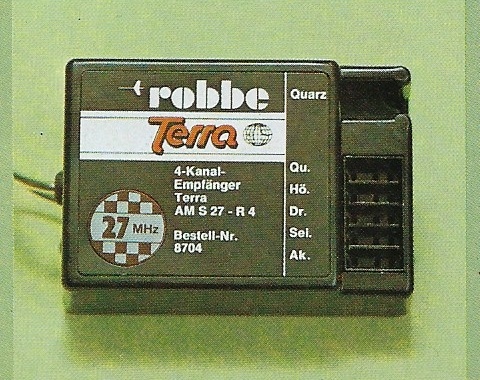 robbe
Terra
4-Kanal-
Empfänger
Terra
AM S 27 - R 4
Bestell-Nr.
8704
27 MHz
Quarz
Qu.
Hö.
Dr.
Sei.
Ak.